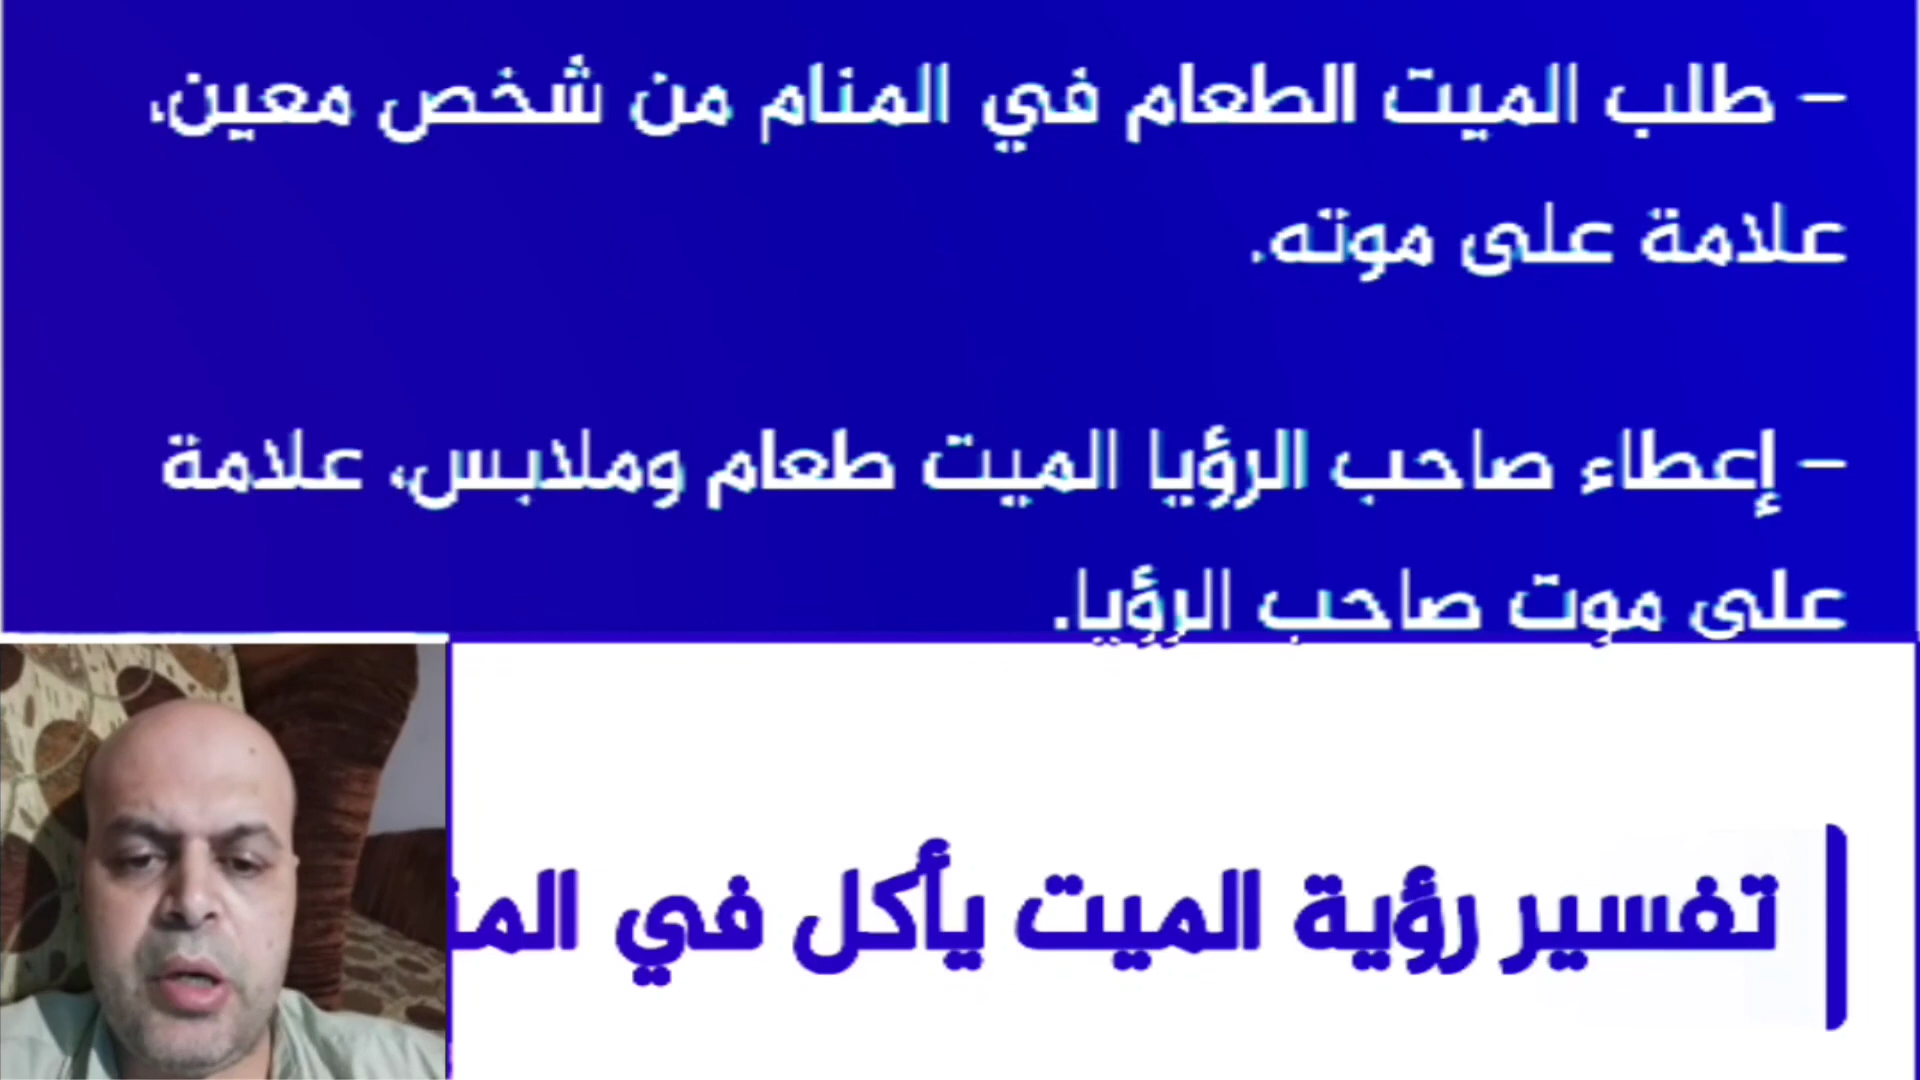 – طلب الميت الطعام في المنام من شخص معين،
علامة على موته.
– إعطاء صاحب الرؤيا الميت طعام وملابس، علامة
على موت صاحب الرؤيا.
تفسير رؤية الميت يأكل في